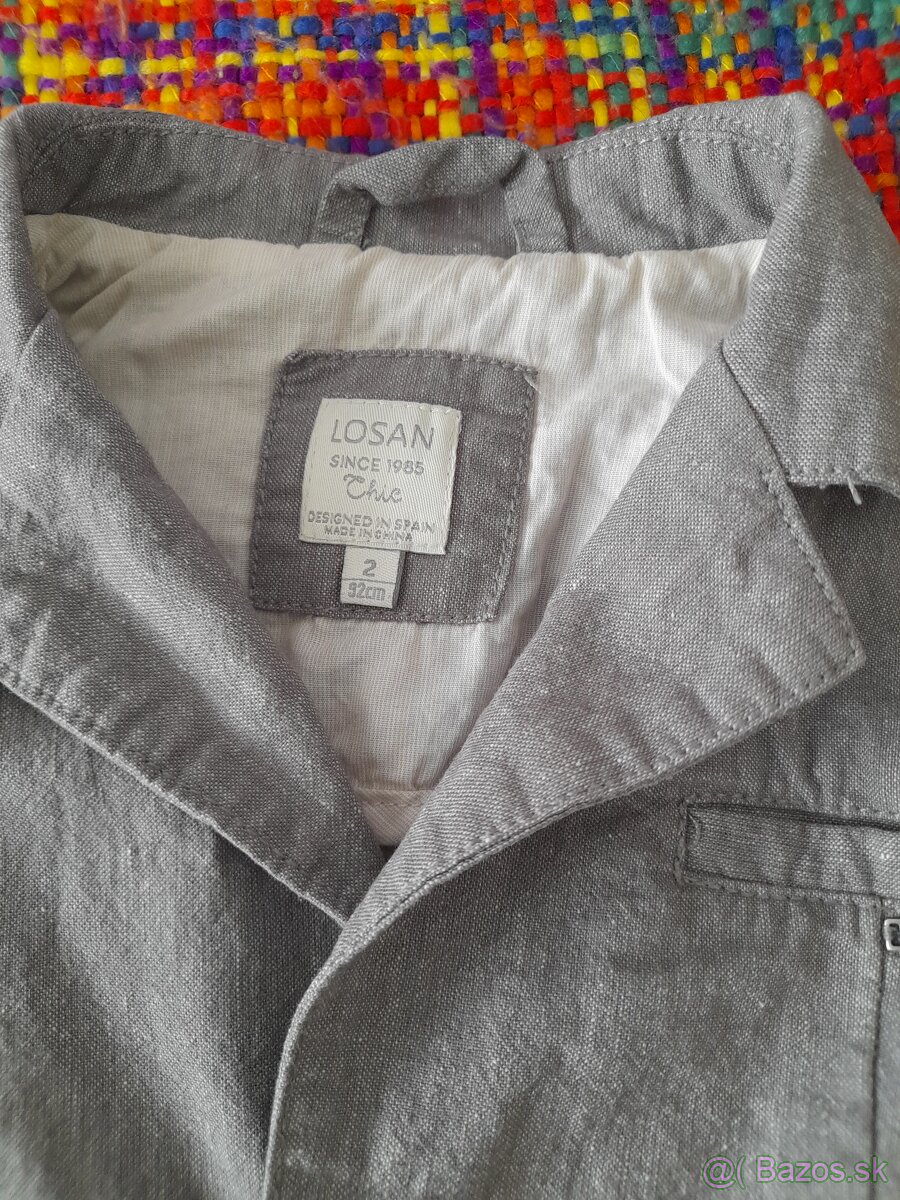 LOSAN
SINCE 1985
Chic
DESIGNED IN SPAIN
MADE IN CHINA
2
92cm
@( Bazos.sk